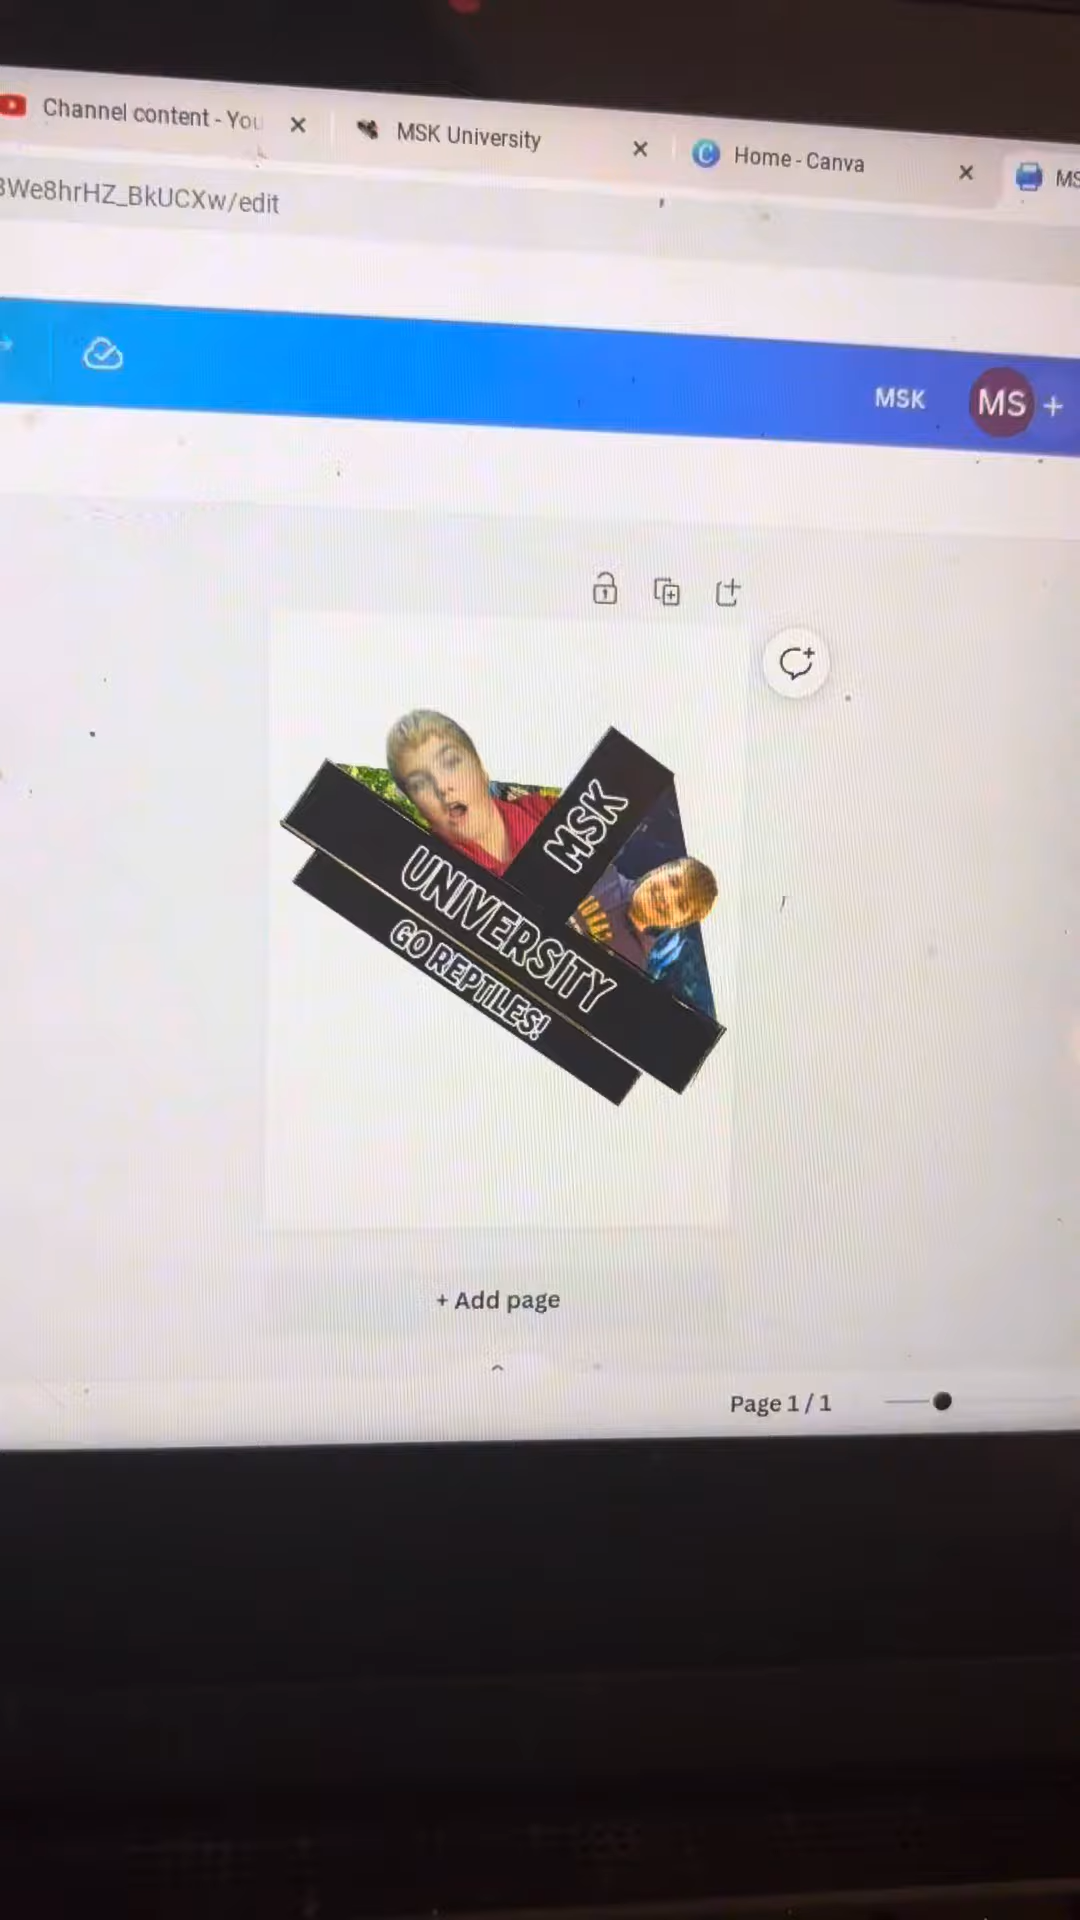 Channel content - You
MSK University
Home - Canva
MS
3We8hrHZ_BkUCXw/edit
MSK
MS +
MSK
UNIVERSITY
GO REPTILES!
+ Add page
Page 1 / 1